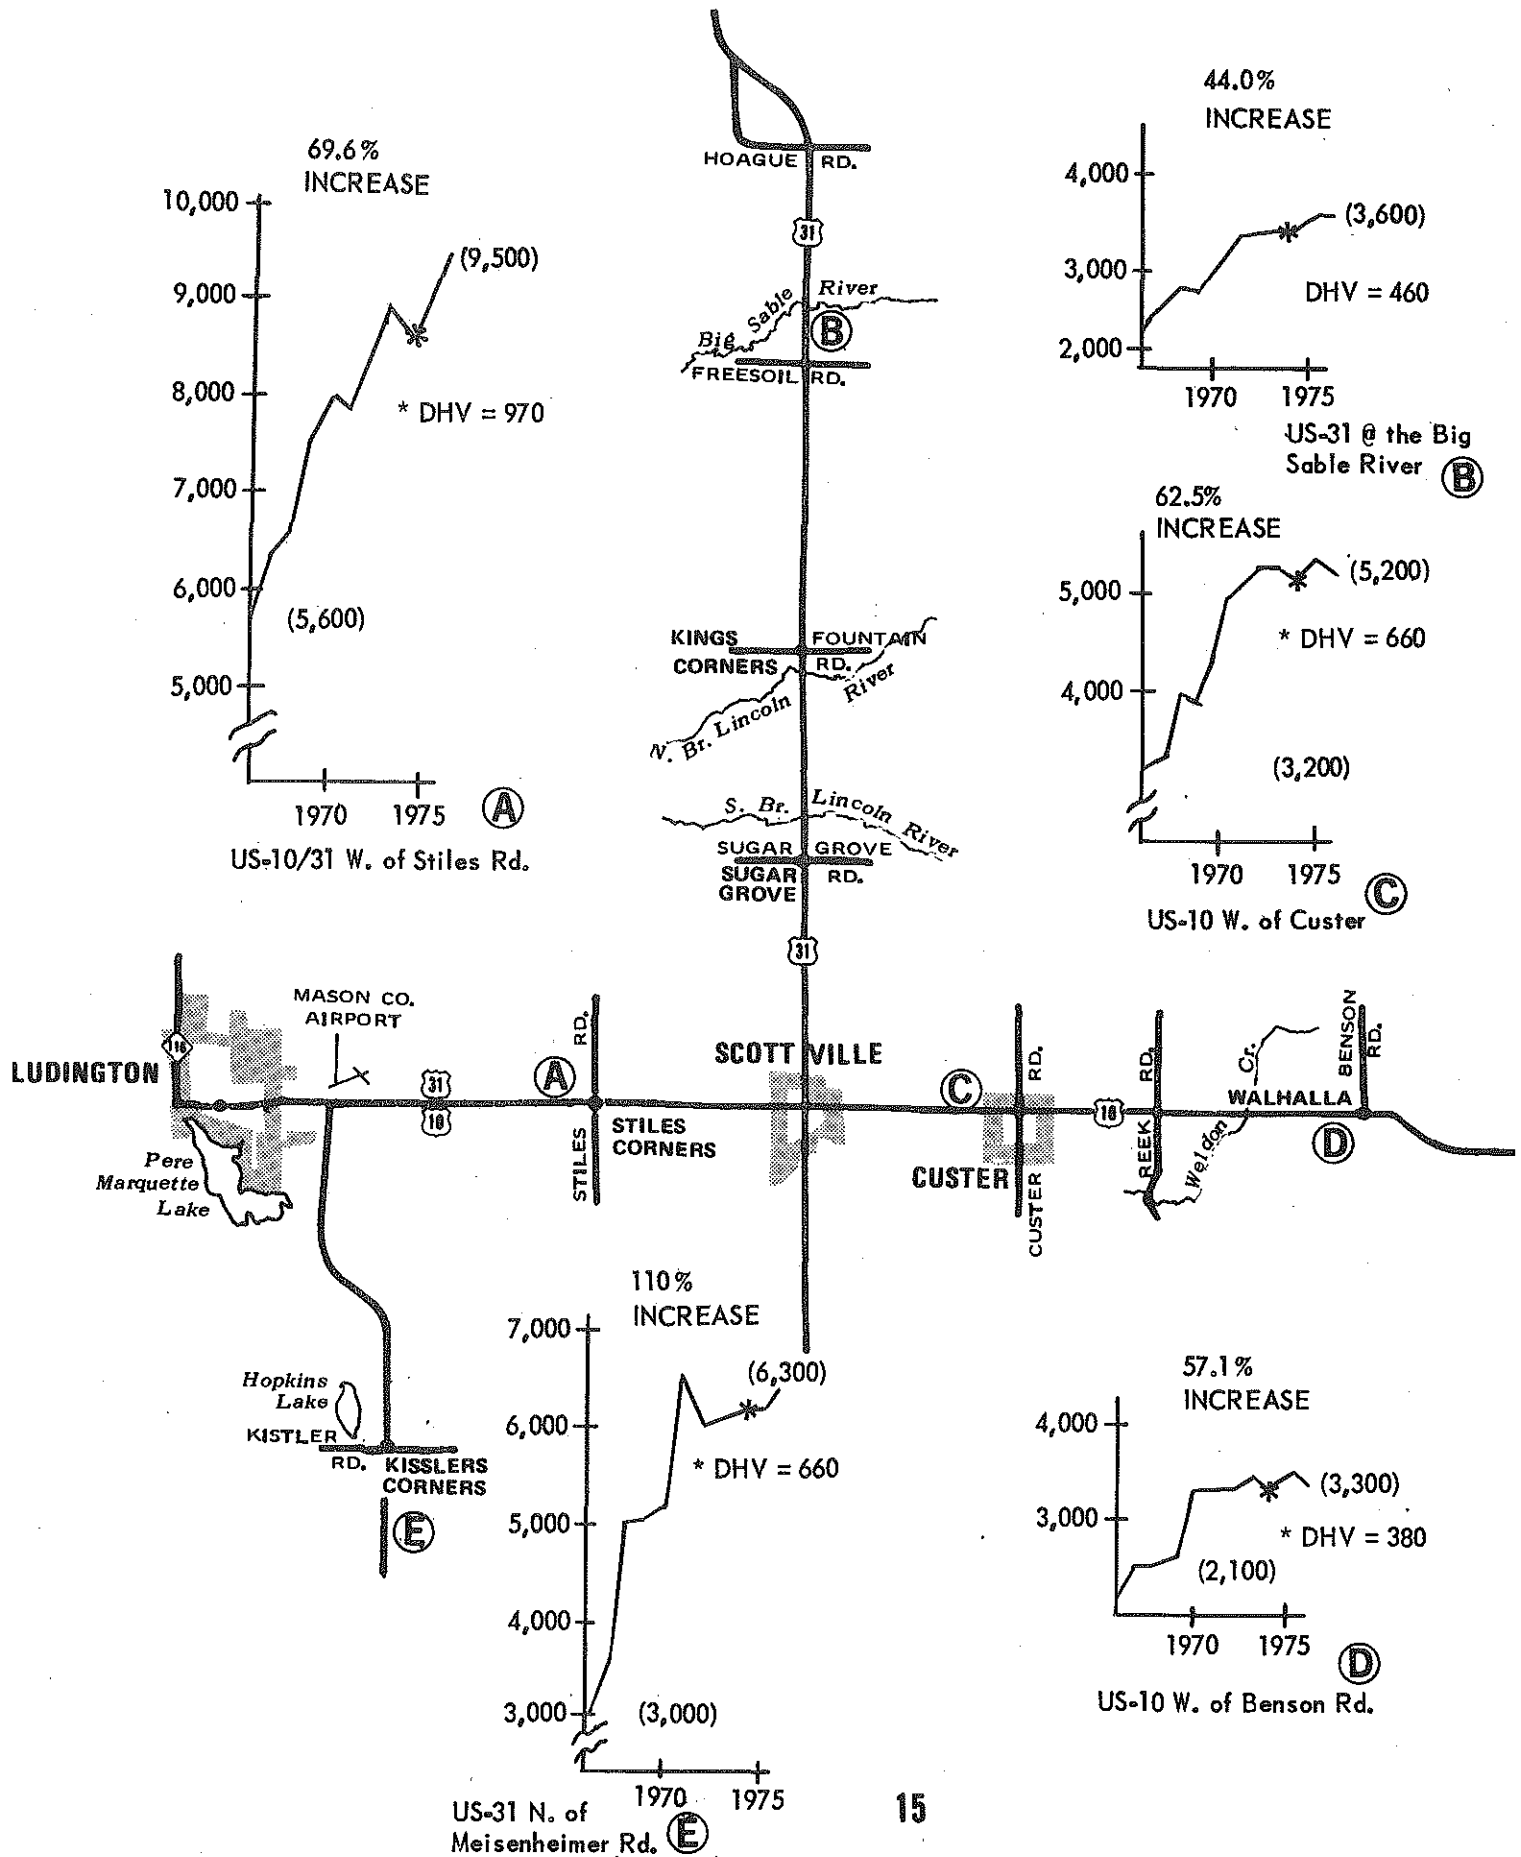 69.6%
INCREASE
10,000
9,000
8,000
7,000
6,000
5,000
(9,500)
* DHV = 970
(5,600)
1970 1975
A
US-10/31 W. of Stiles Rd.
HOAGUE RD.
31
Big Sable River
B
FREESOIL RD.
KINGS CORNERS
FOUNTAIN RD.
N. Br. Lincoln River
S. Br. Lincoln River
SUGAR GROVE RD.
SUGAR
GROVE
31
44.0%
INCREASE
4,000
3,000
2,000
(3,600)
DHV = 460
1970 1975
US-31 @ the Big
Sable River B
62.5%
INCREASE
5,000
4,000
(5,200)
* DHV = 660
(3,200)
1970 1975
C
US-10 W. of Custer
116
LUDINGTON
MASON CO.
AIRPORT
31
10
A
STILES RD.
STILES
CORNERS
SCOTTVILLE
C
CUSTER
CUSTER RD.
10
REEK RD.
Weldon Cr.
WALHALLA
BENSON RD.
D
Pere
Marquette
Lake
Hopkins
Lake
KISTLER
RD.
KISSLERS
CORNERS
E
110%
INCREASE
7,000
6,000
5,000
4,000
3,000
(6,300)
* DHV = 660
(3,000)
1970 1975
US-31 N. of
Meisenheimer Rd. E
57.1%
INCREASE
4,000
3,000
(3,300)
* DHV = 380
(2,100)
1970 1975
D
US-10 W. of Benson Rd.
15